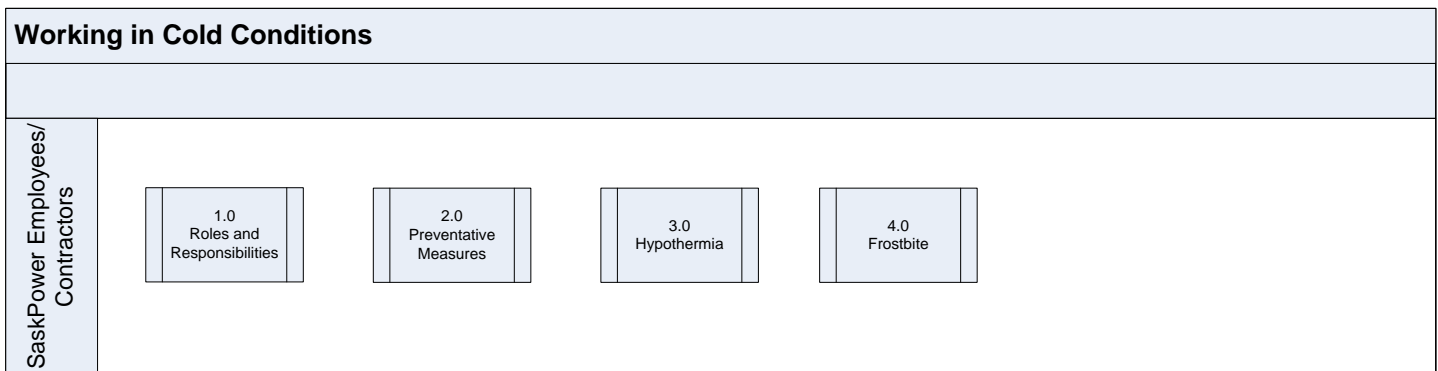 Working in Cold Conditions
SaskPower Employees/
Contractors
1.0
Roles and
Responsibilities
2.0
Preventative
Measures
3.0
Hypothermia
4.0
Frostbite